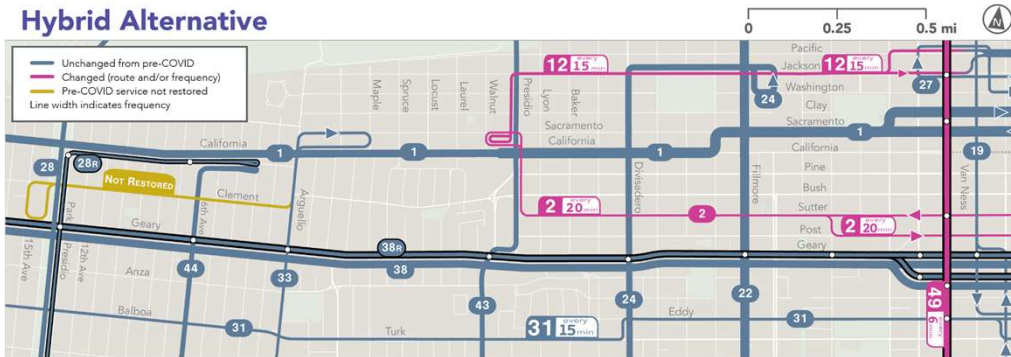 Hybrid Alternative
0 0.25 0.5 mi
N
Unchanged from pre-COVID
Changed (route and/or frequency)
Pre-COVID service not restored
Line width indicates frequency
12 every 15 min
12 every 15 min
Pacific
Jackson
Washington
Clay
Sacramento
California
Pine
Bush
Sutter
Post
Geary
27
24
Maple
Spruce
Locust
Laurel
Walnut
Presidio
Lyon
Baker
Sacramento
California
California
1
1
1
1
28
28R
NOT RESTORED
Clement
6th Ave
Arguello
Divisadero
Fillmore
Van Ness
19
2 every 20 min
2
2 every 20 min
Park Presidio
Geary
38R
38
15th Ave
12th Ave
Anza
44
33
43
24
22
49 every 6 min
Balboa
31
Turk
31 every 15 min
Eddy
31